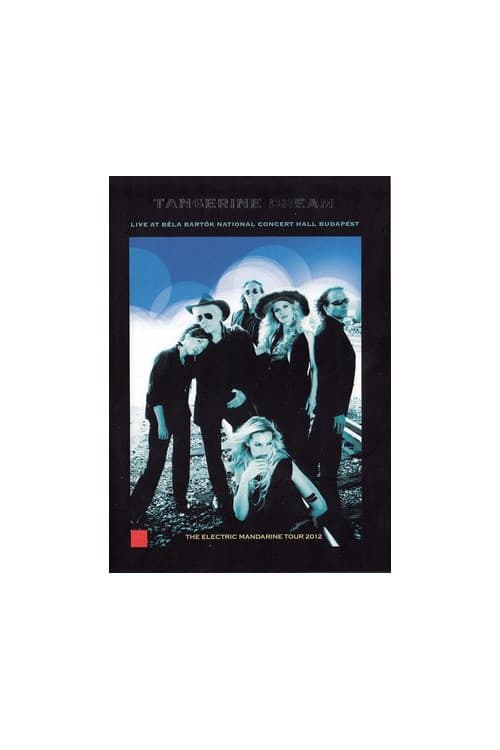 TANGERINE DREAM
LIVE AT BÉLA BARTÓK NATIONAL CONCERT HALL BUDAPEST
THE ELECTRIC MANDARINE TOUR 2012